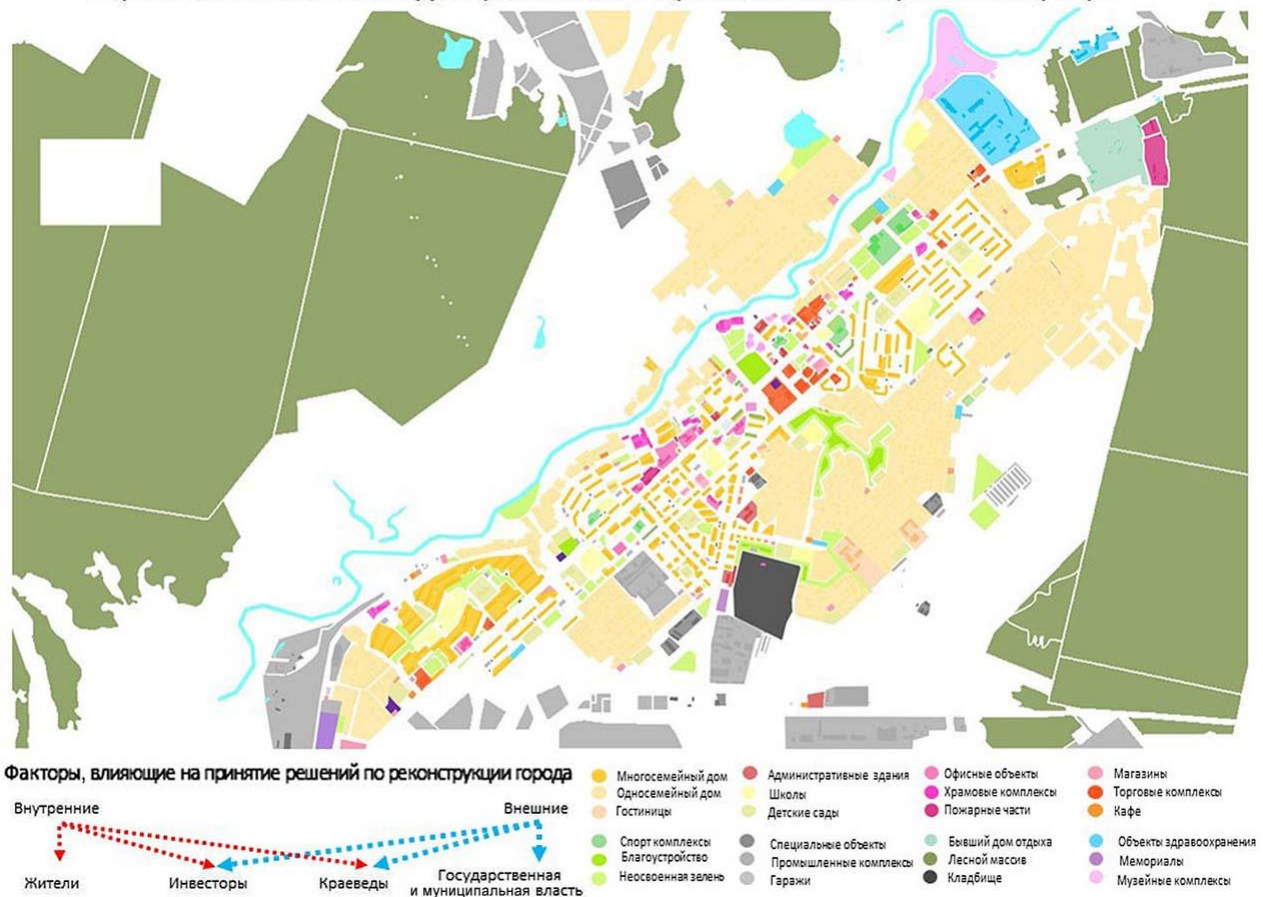 Факторы, влияющие на принятие решений по реконструкции города
Внутренние
Внешние
Жители
Инвесторы
Краеведы
Государственная
и муниципальная власть
Многосемейный дом
Односемейный дом
Гостиницы
Спорт комплексы
Благоустройство
Неосвоенная зелень
Административные здания
Школы
Детские сады
Специальные объекты
Промышленные комплексы
Гаражи
Офисные объекты
Храмовые комплексы
Пожарные части
Бывший дом отдыха
Лесной массив
Кладбище
Магазины
Торговые комплексы
Кафе
Объекты здравоохранения
Мемориалы
Музейные комплексы